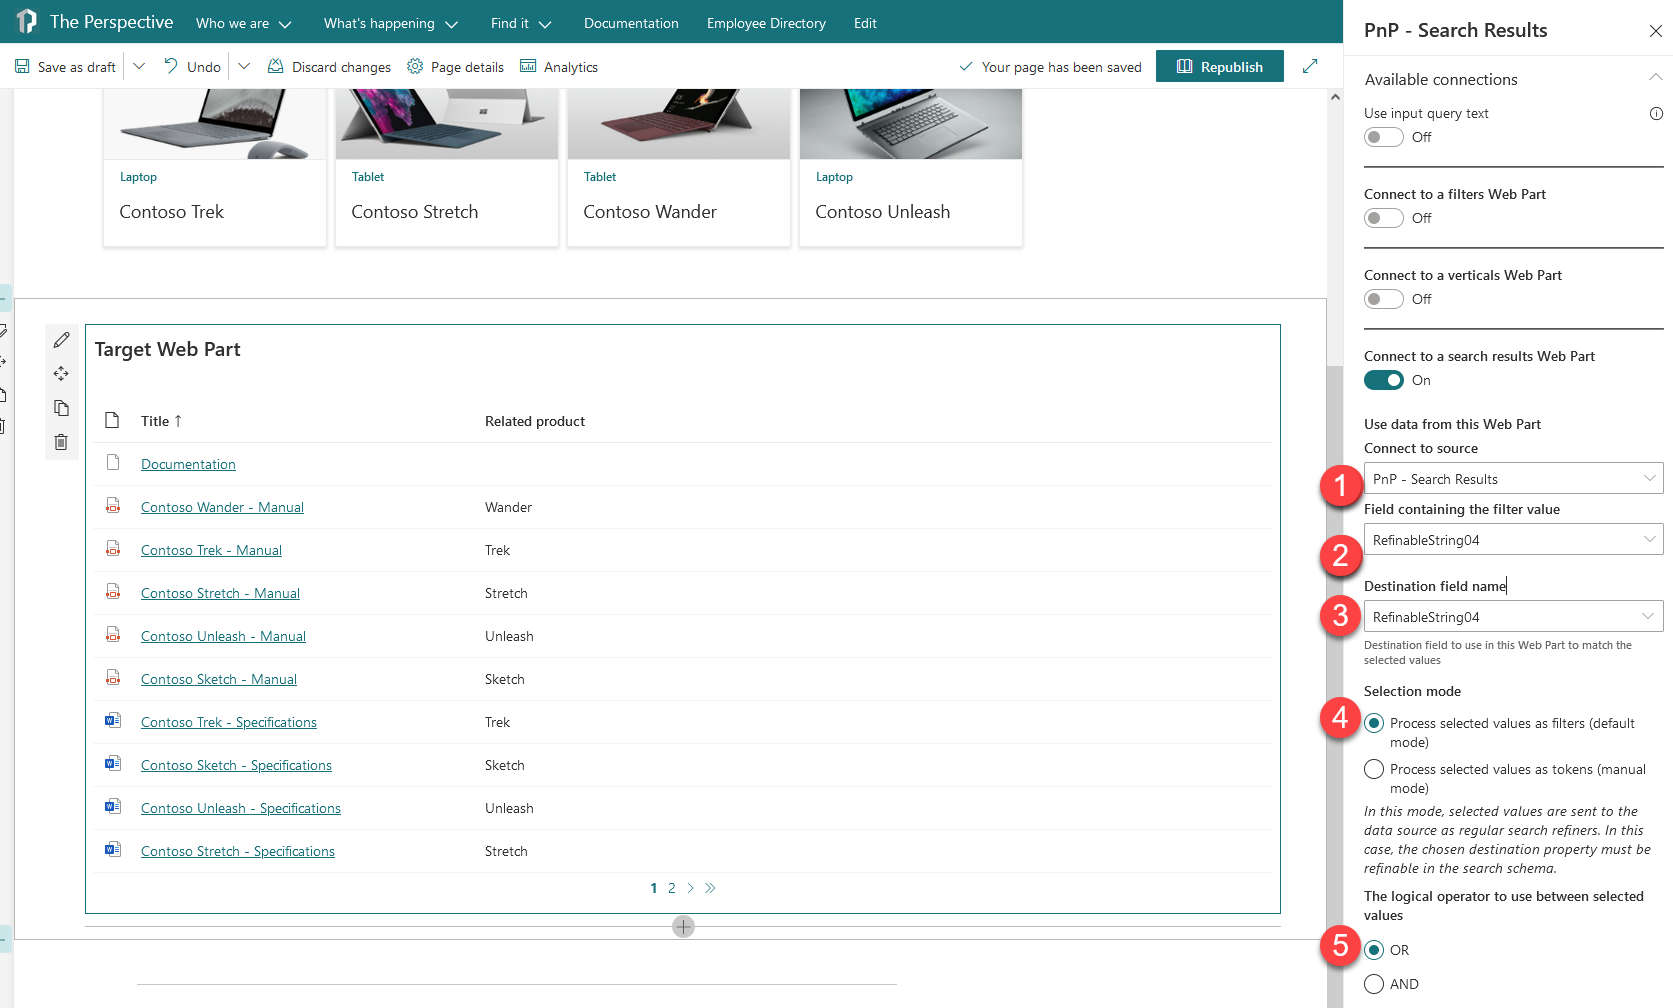 The Perspective
Who we are
What's happening
Find it
Documentation
Employee Directory
Edit
Save as draft
Undo
Discard changes
Page details
Analytics
Your page has been saved
Republish
Laptop
Contoso Trek
Tablet
Contoso Stretch
Tablet
Contoso Wander
Laptop
Contoso Unleash
Target Web Part
Title ↑ Related product
Documentation
Contoso Wander - Manual Wander
Contoso Trek - Manual Trek
Contoso Stretch - Manual Stretch
Contoso Unleash - Manual Unleash
Contoso Sketch - Manual Sketch
Contoso Trek - Specifications Trek
Contoso Sketch - Specifications Sketch
Contoso Unleash - Specifications Unleash
Contoso Stretch - Specifications Stretch
1 2
PnP - Search Results
Available connections
Use input query text
Off
Connect to a filters Web Part
Off
Connect to a verticals Web Part
Off
Connect to a search results Web Part
On
Use data from this Web Part
Connect to source
1 PnP - Search Results
Field containing the filter value
2 RefinableString04
Destination field name
3 RefinableString04
Destination field to use in this Web Part to match the
selected values
Selection mode
4 Process selected values as filters (default
mode)
Process selected values as tokens (manual
mode)
In this mode, selected values are sent to the
data source as regular search refiners. In this
case, the chosen destination property must be
refinable in the search schema.
The logical operator to use between selected
values
5 OR
AND